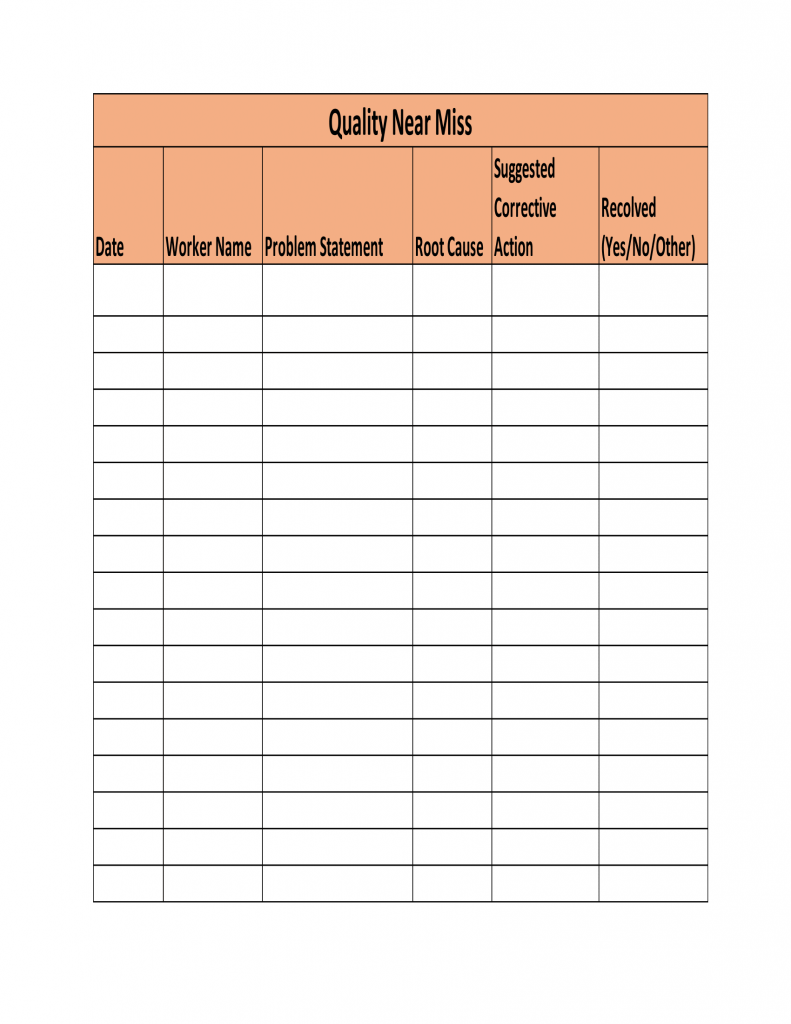 Quality Near Miss
Date
Worker Name
Problem Statement
Root Cause
Suggested
Corrective
Action
Recolved
(Yes/No/Other)